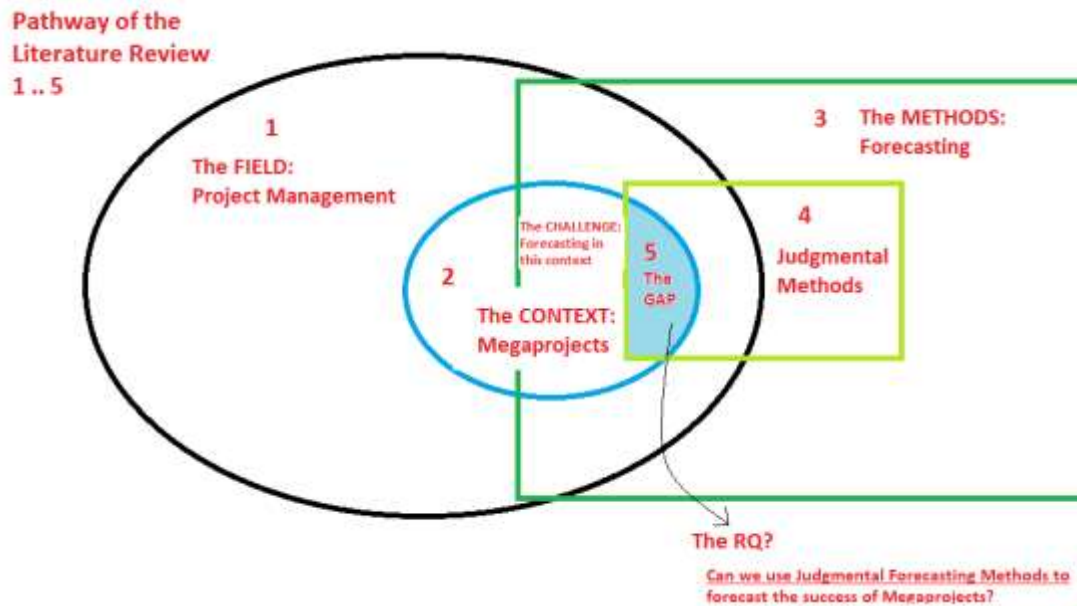 Pathway of the
Literature Review
1 .. 5
1
The FIELD:
Project Management
2
The CONTEXT:
Megaprojects
The CHALLENGE:
Forecasting in
this context
3
The METHODS:
Forecasting
4
Judgmental
Methods
5
The
GAP
The RQ?
Can we use Judgmental Forecasting Methods to
forecast the success of Megaprojects?